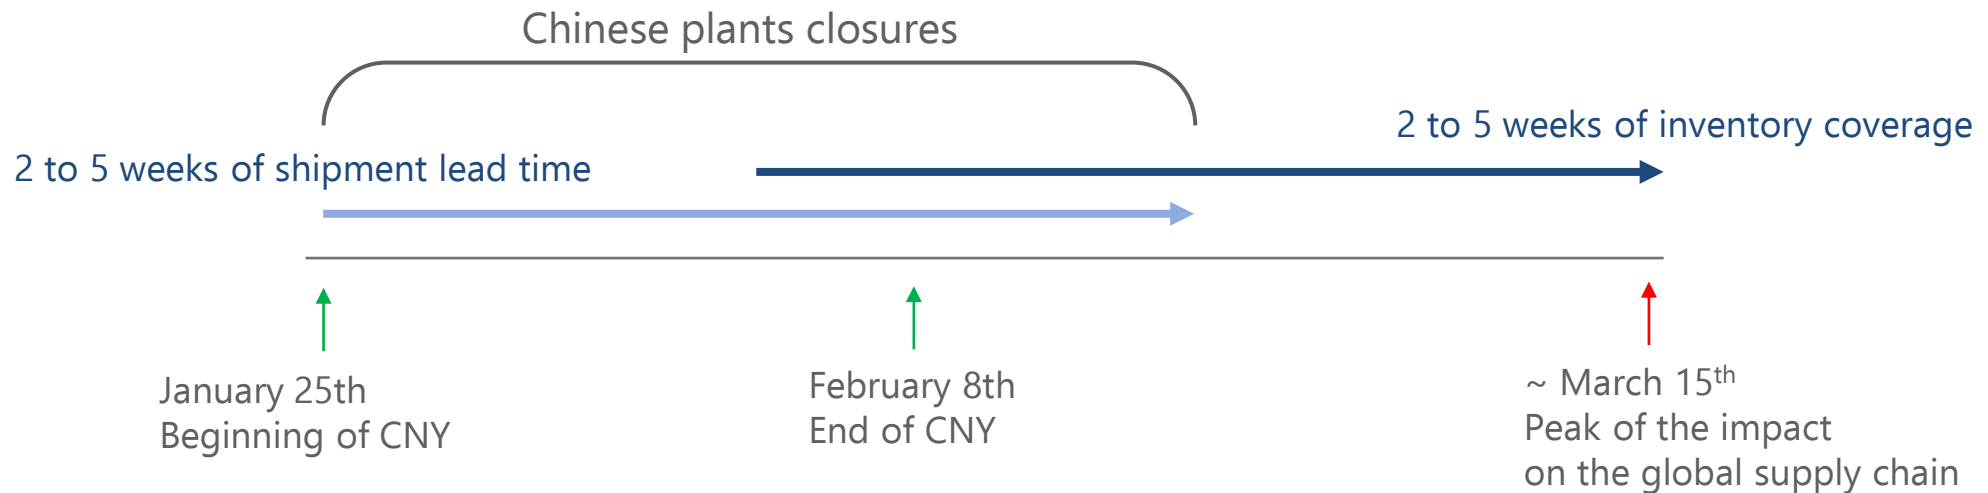 Chinese plants closures
2 to 5 weeks of inventory coverage
2 to 5 weeks of shipment lead time
January 25th
Beginning of CNY
February 8th
End of CNY
~ March 15th
Peak of the impact
on the global supply chain